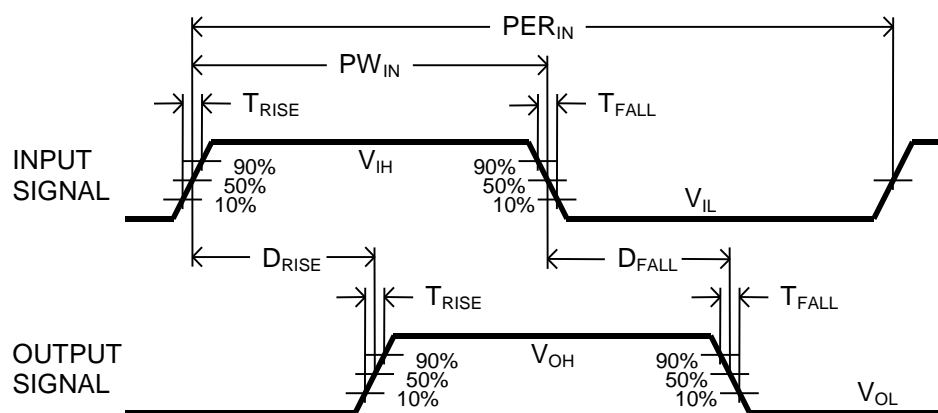 PER_IN
PW_IN
T_RISE
T_FALL
INPUT
SIGNAL
V_IH
90%
50%
10%
90%
50%
10%
V_IL
D_RISE
D_FALL
T_RISE
T_FALL
OUTPUT
SIGNAL
V_OH
90%
50%
10%
90%
50%
10%
V_OL